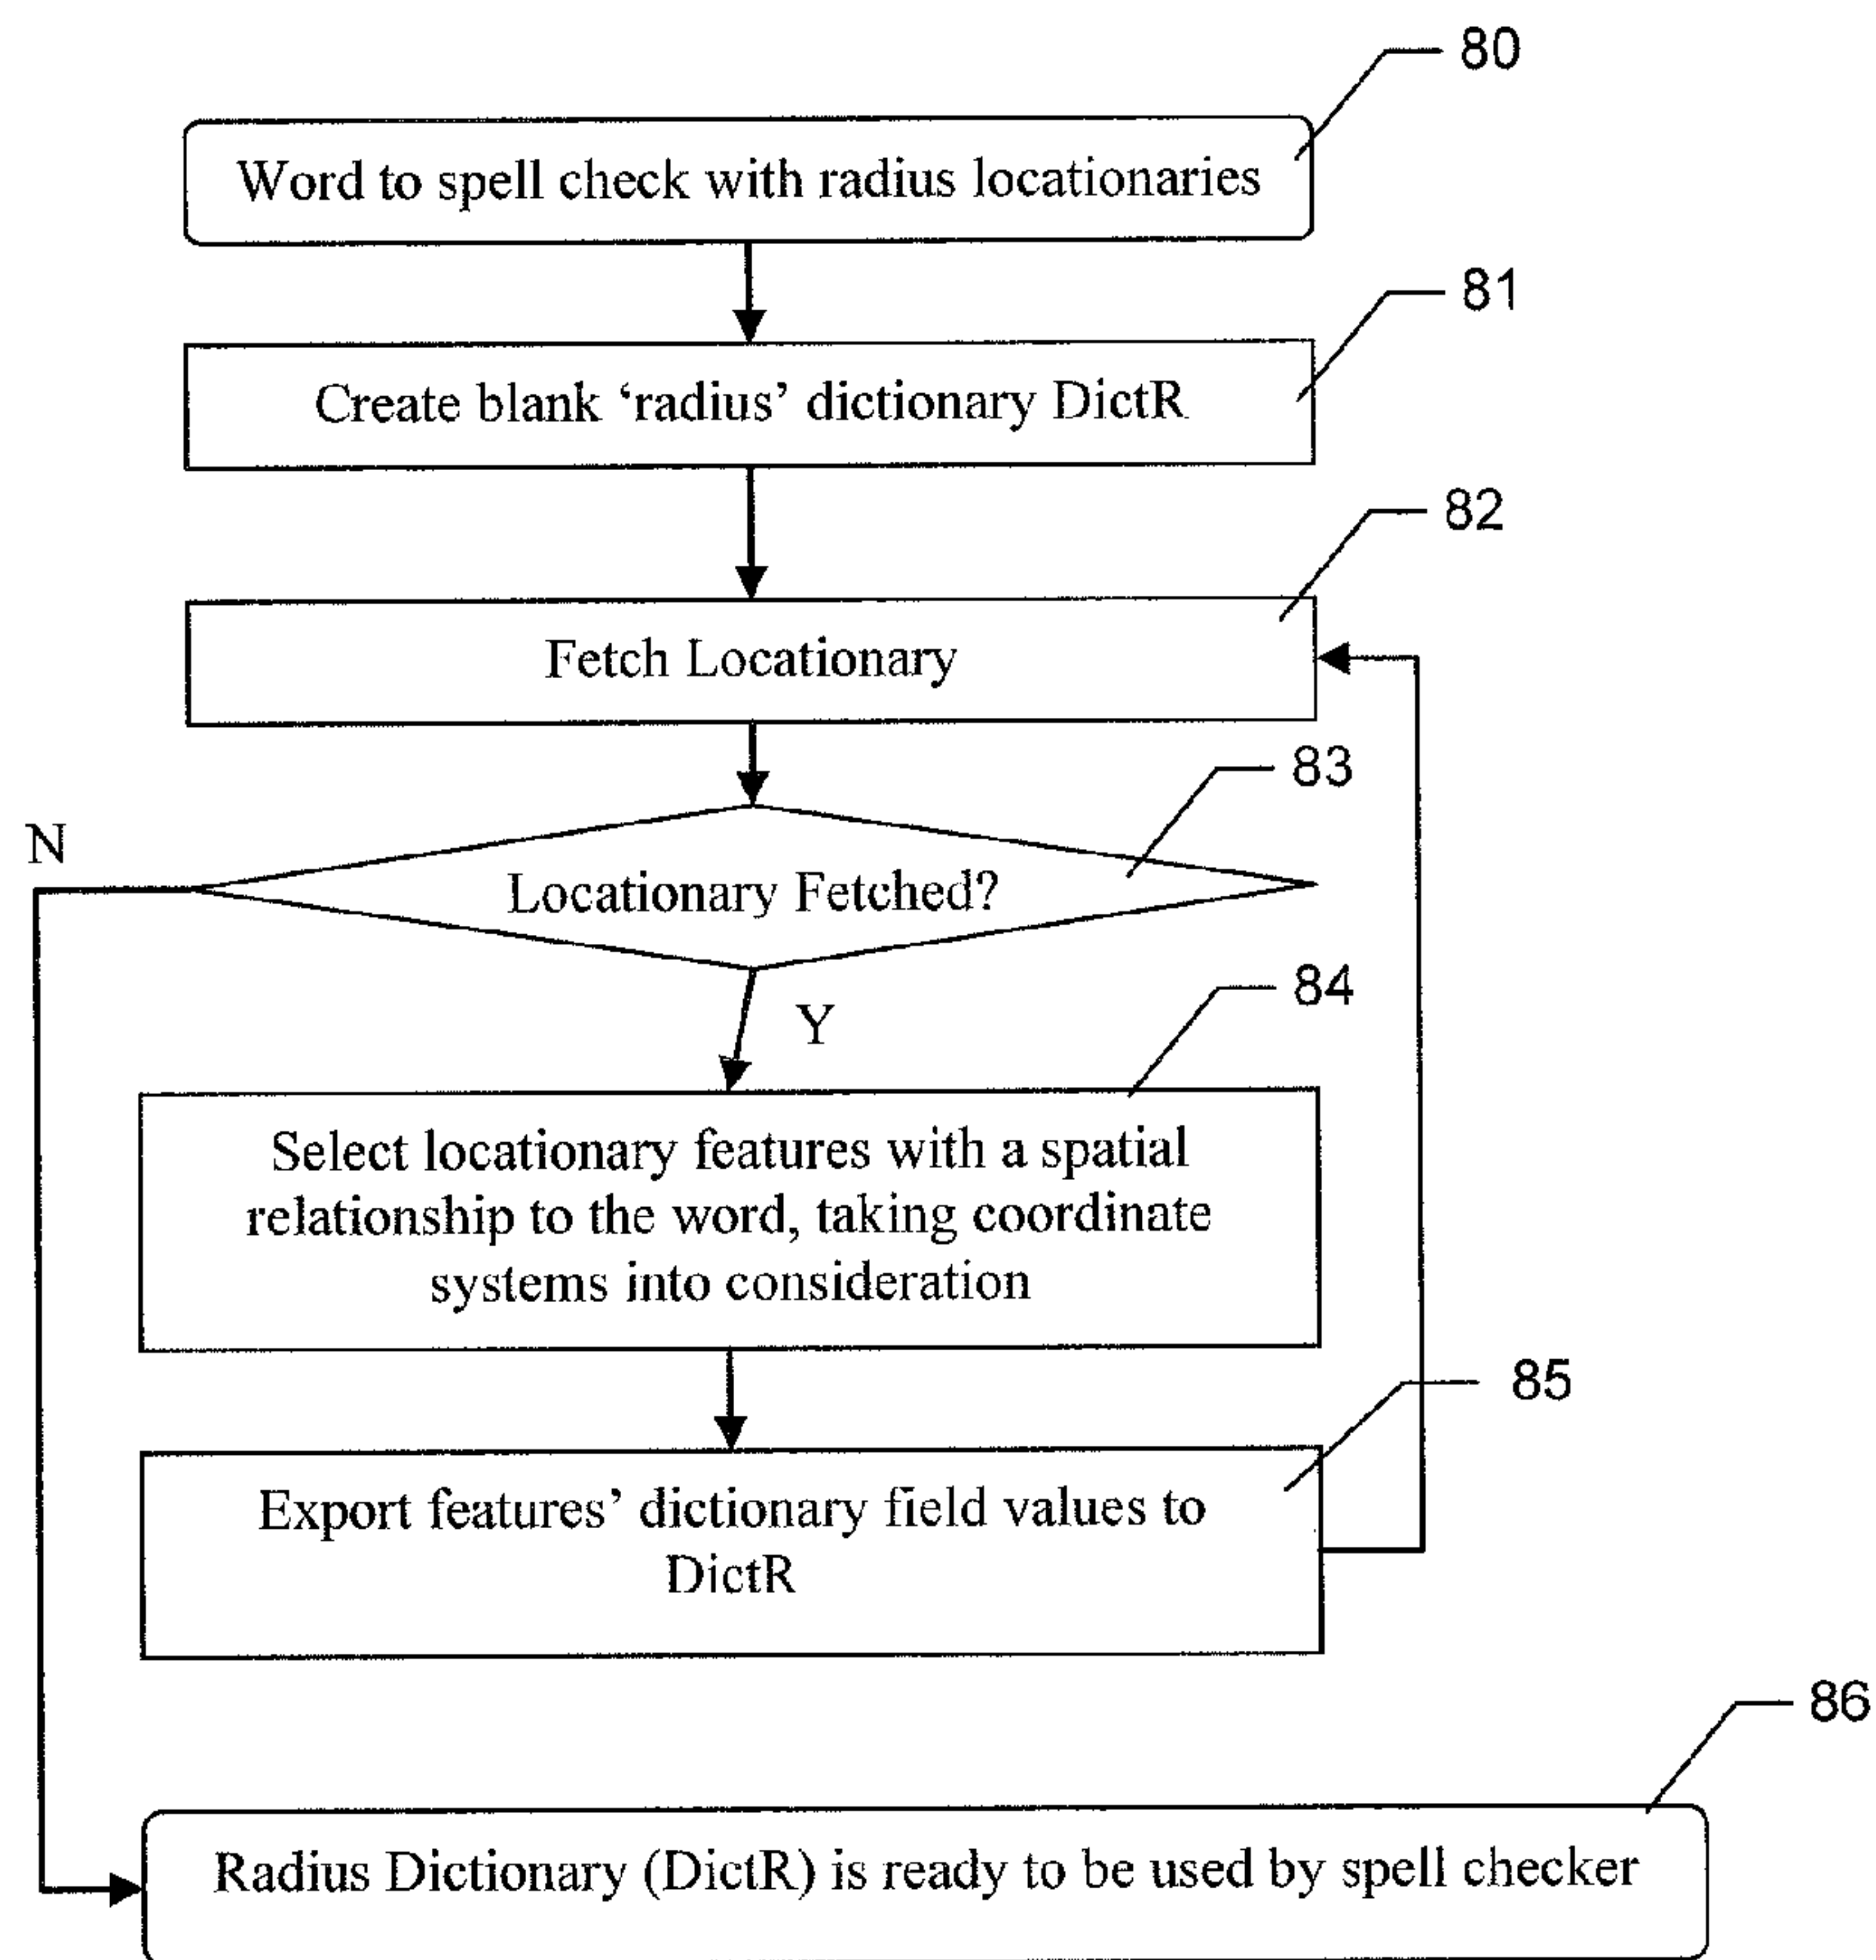 80
Word to spell check with radius locationaries
81
Create blank ‘radius’ dictionary DictR
82
Fetch Locationary
83
N
Locationary Fetched?
84
Y
Select locationary features with a spatial
relationship to the word, taking coordinate
systems into consideration
85
Export features’ dictionary field values to
DictR
86
Radius Dictionary (DictR) is ready to be used by spell checker